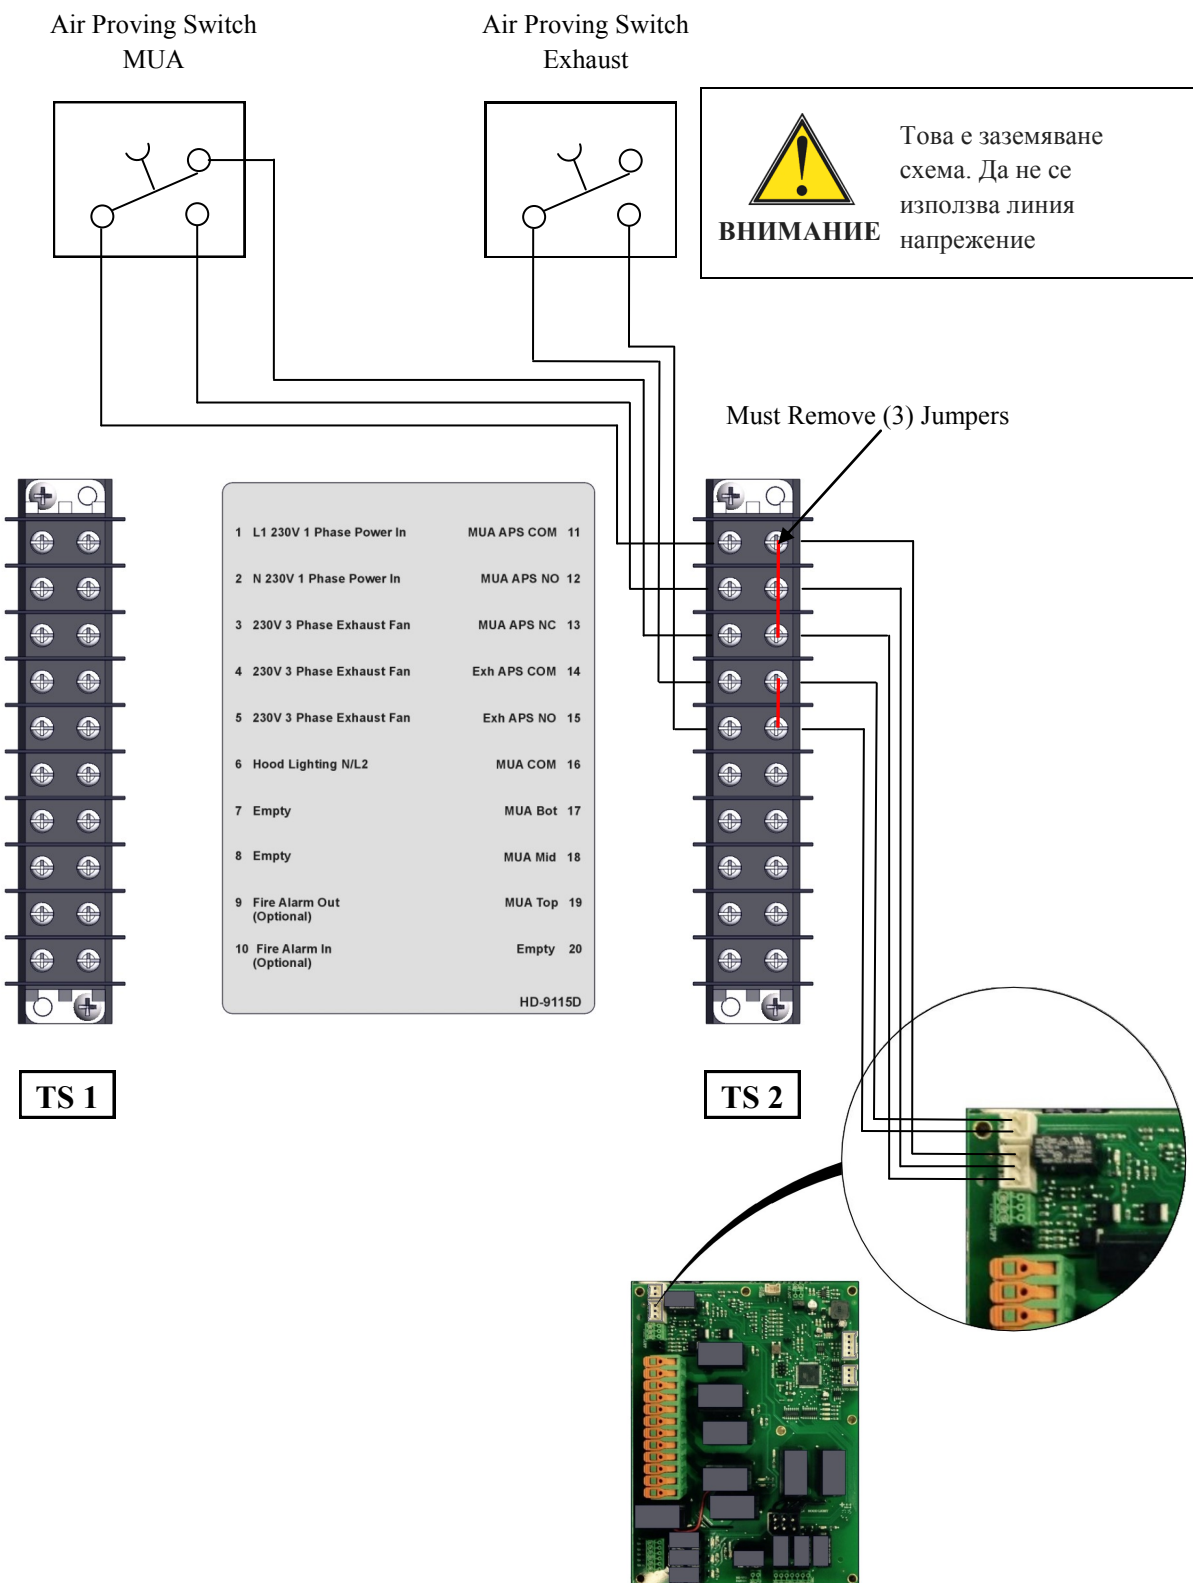 Air Proving Switch
MUA
Air Proving Switch
Exhaust
ВНИМАНИЕ
Това е заземяване
схема. Да не се
използва линия
напрежение
Must Remove (3) Jumpers
1 L1 230V 1 Phase Power In MUA APS COM 11
2 N 230V 1 Phase Power In MUA APS NO 12
3 230V 3 Phase Exhaust Fan MUA APS NC 13
4 230V 3 Phase Exhaust Fan Exh APS COM 14
5 230V 3 Phase Exhaust Fan Exh APS NO 15
6 Hood Lighting N/L2 MUA COM 16
7 Empty MUA Bot 17
8 Empty MUA Mid 18
9 Fire Alarm Out MUA Top 19
(Optional)
10 Fire Alarm In Empty 20
(Optional)
HD-9115D
TS 1
TS 2